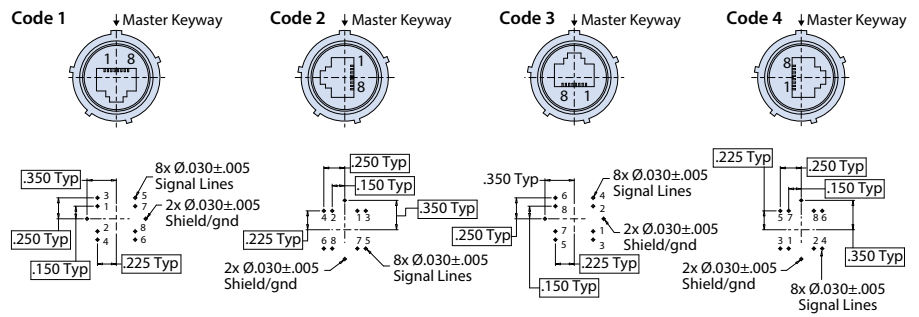 Code 1
Master Keyway
1 8
.350 Typ
3
1
5
7
8x Ø.030±.005
Signal Lines
2x Ø.030±.005
Shield/gnd
2
4
8
6
.250 Typ
.150 Typ
.225 Typ
Code 2
Master Keyway
1
8
.250 Typ
.150 Typ
4 2 1 3
.350 Typ
.225 Typ
6 8 7 5
2x Ø.030±.005
Shield/gnd
8x Ø.030±.005
Signal Lines
Code 3
Master Keyway
8 1
.350 Typ
6
8
4
2
8x Ø.030±.005
Signal Lines
2x Ø.030±.005
Shield/gnd
7
5
1
3
.250 Typ
.225 Typ
.150 Typ
Code 4
Master Keyway
8
1
.225 Typ
.250 Typ
.150 Typ
5 7 8 6
3 1 2 4
.350 Typ
2x Ø.030±.005
Shield/gnd
8x Ø.030±.005
Signal Lines